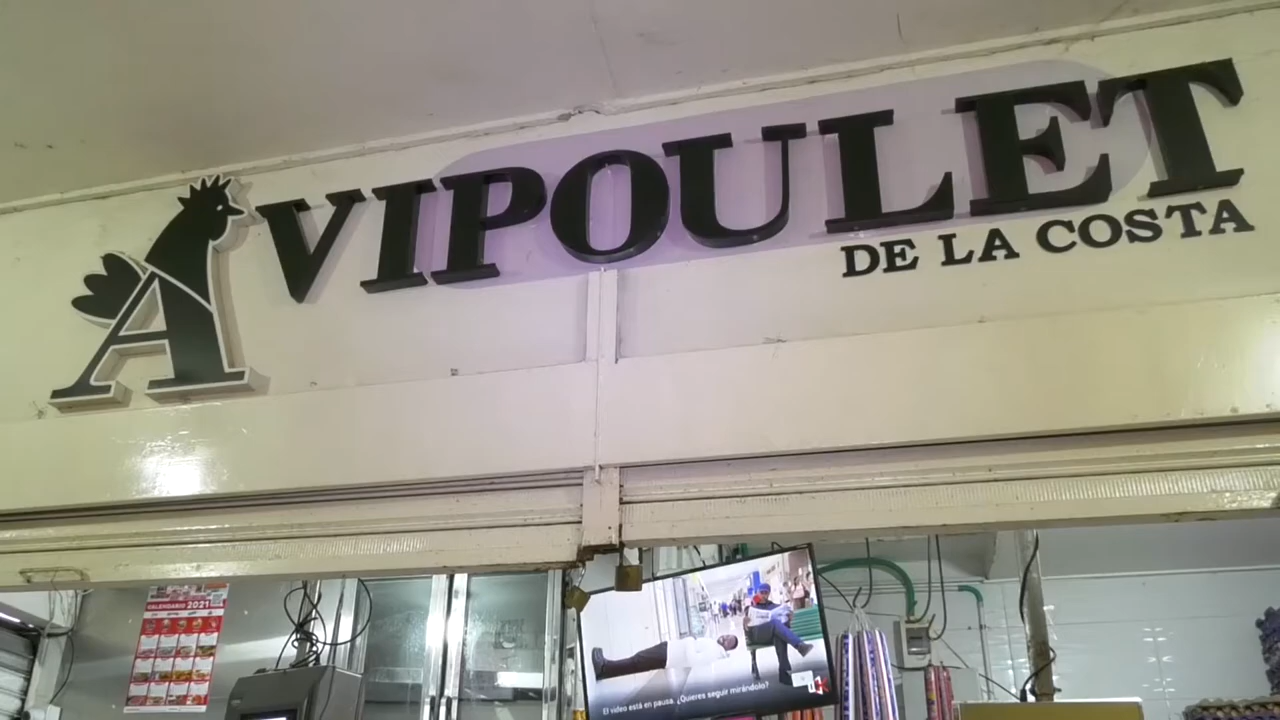 AVIPOULET
DE LA COSTA
CALENDARIO 2021
El video está en pausa. ¿Quieres seguir mirándolo?